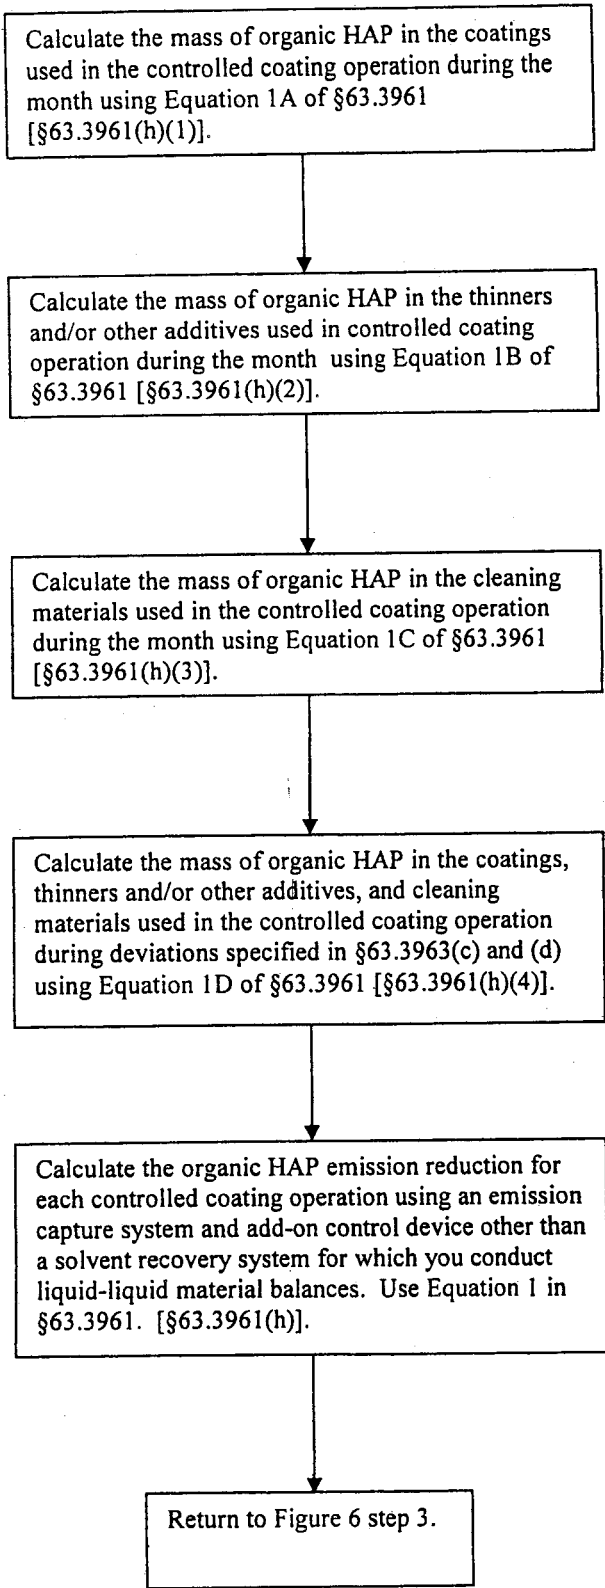 Calculate the mass of organic HAP in the coatings
used in the controlled coating operation during the
month using Equation 1A of §63.3961
[§63.3961(h)(1)].
Calculate the mass of organic HAP in the thinners
and/or other additives used in controlled coating
operation during the month using Equation 1B of
§63.3961 [§63.3961(h)(2)].
Calculate the mass of organic HAP in the cleaning
materials used in the controlled coating operation
during the month using Equation 1C of §63.3961
[§63.3961(h)(3)].
Calculate the mass of organic HAP in the coatings,
thinners and/or other additives, and cleaning
materials used in the controlled coating operation
during deviations specified in §63.3963(c) and (d)
using Equation 1D of §63.3961 [§63.3961(h)(4)].
Calculate the organic HAP emission reduction for
each controlled coating operation using an emission
capture system and add-on control device other than
a solvent recovery system for which you conduct
liquid-liquid material balances. Use Equation 1 in
§63.3961. [§63.3961(h)].
Return to Figure 6 step 3.